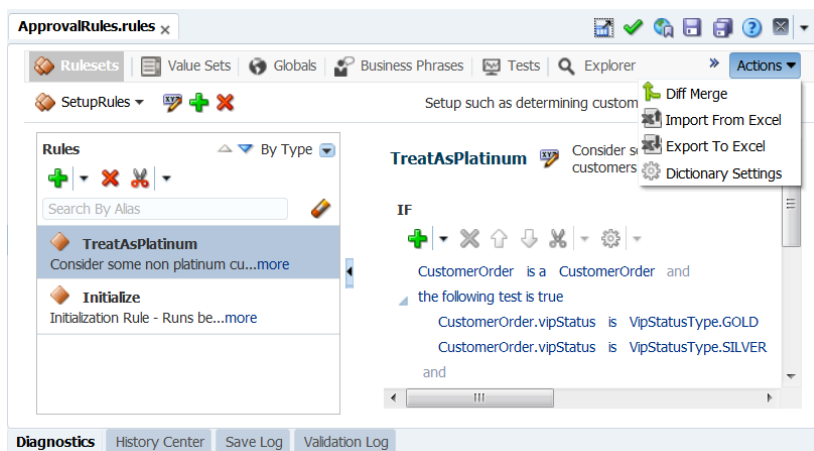 ApprovalRules.rules x
Rulesets Value Sets Globals Business Phrases Tests Explorer » Actions
Diff Merge
Import From Excel
Export To Excel
Dictionary Settings
SetupRules
Setup such as determining custom
Rules
By Type
Search By Alias
TreatAsPlatinum
Consider some non platinum cu...more
Initialize
Initialization Rule - Runs be...more
TreatAsPlatinum
Consider
customers
IF
CustomerOrder is a CustomerOrder and
the following test is true
CustomerOrder.vipStatus is VipStatusType.GOLD
CustomerOrder.vipStatus is VipStatusType.SILVER
and
Diagnostics History Center Save Log Validation Log